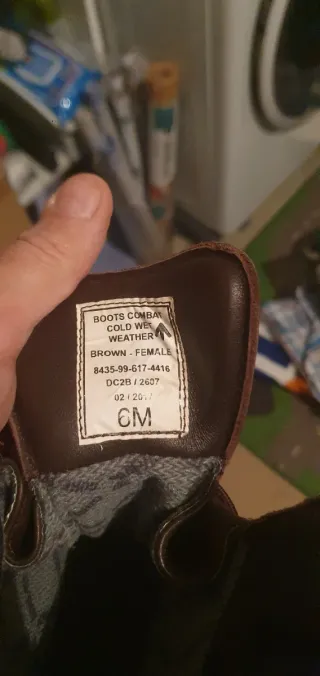 BOOTS COMBAT
COLD WET
WEATHER
BROWN - FEMALE
8435-99-617-4416
DC2B / 2607
02 / 2017
6M